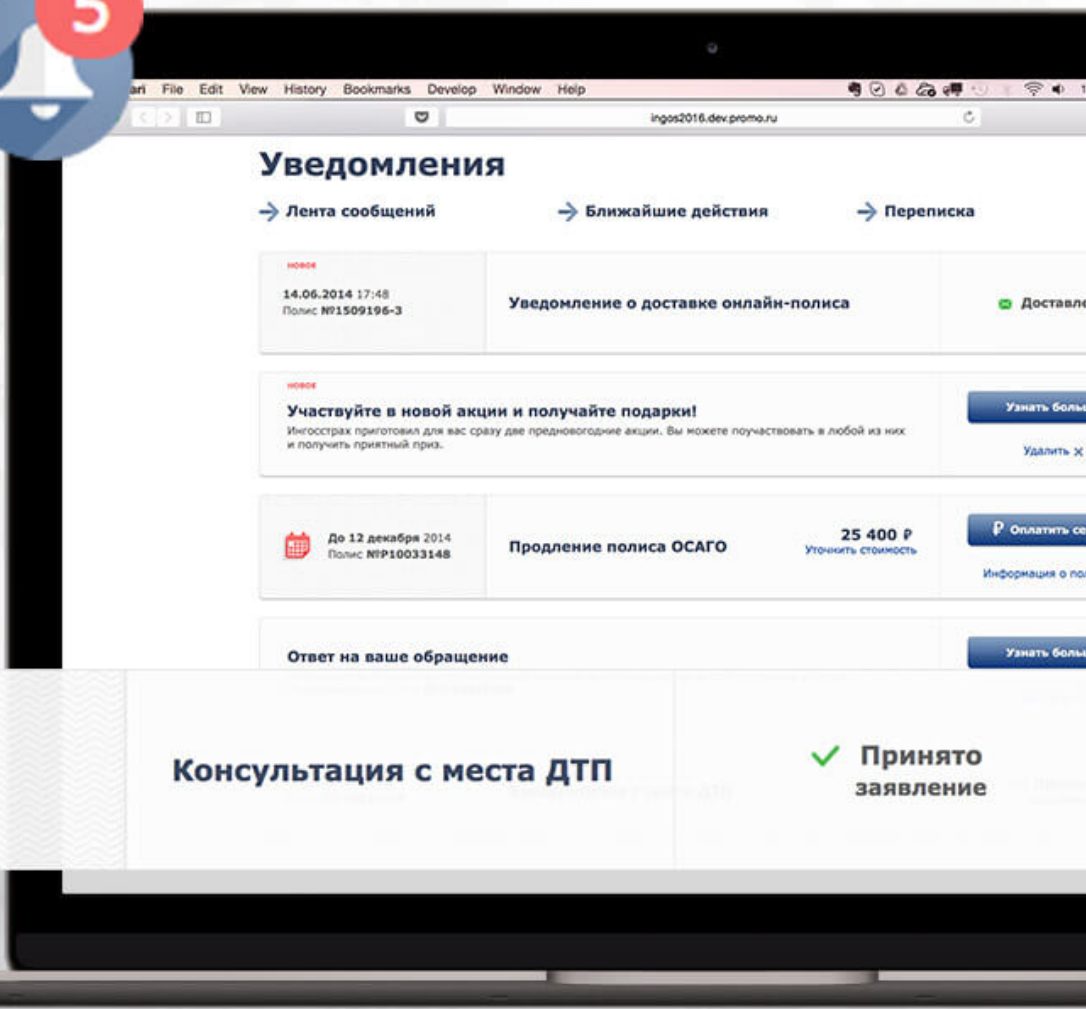 5
ari File Edit View History Bookmarks Develop Window Help
ingos2016.dev.promo.ru
Уведомления
Лента сообщений
Ближайшие действия
Переписка
НОВОЕ
14.06.2014 17:48
Полис №1509196-3
Уведомление о доставке онлайн-полиса
Доставле
НОВОЕ
Участвуйте в новой акции и получайте подарки!
Ингосстрах приготовил для вас сразу две предновогодние акции. Вы можете поучаствовать в любой из них
и получить приятный приз.
Узнать боль
Удалить
До 12 декабря 2014
Полис №Р10033148
Продление полиса ОСАГО
25 400 ₽
Уточнить стоимость
₽ Оплатить се
Информация о по
Ответ на ваше обращение
Узнать боль
Консультация с места ДТП
Принято
заявление